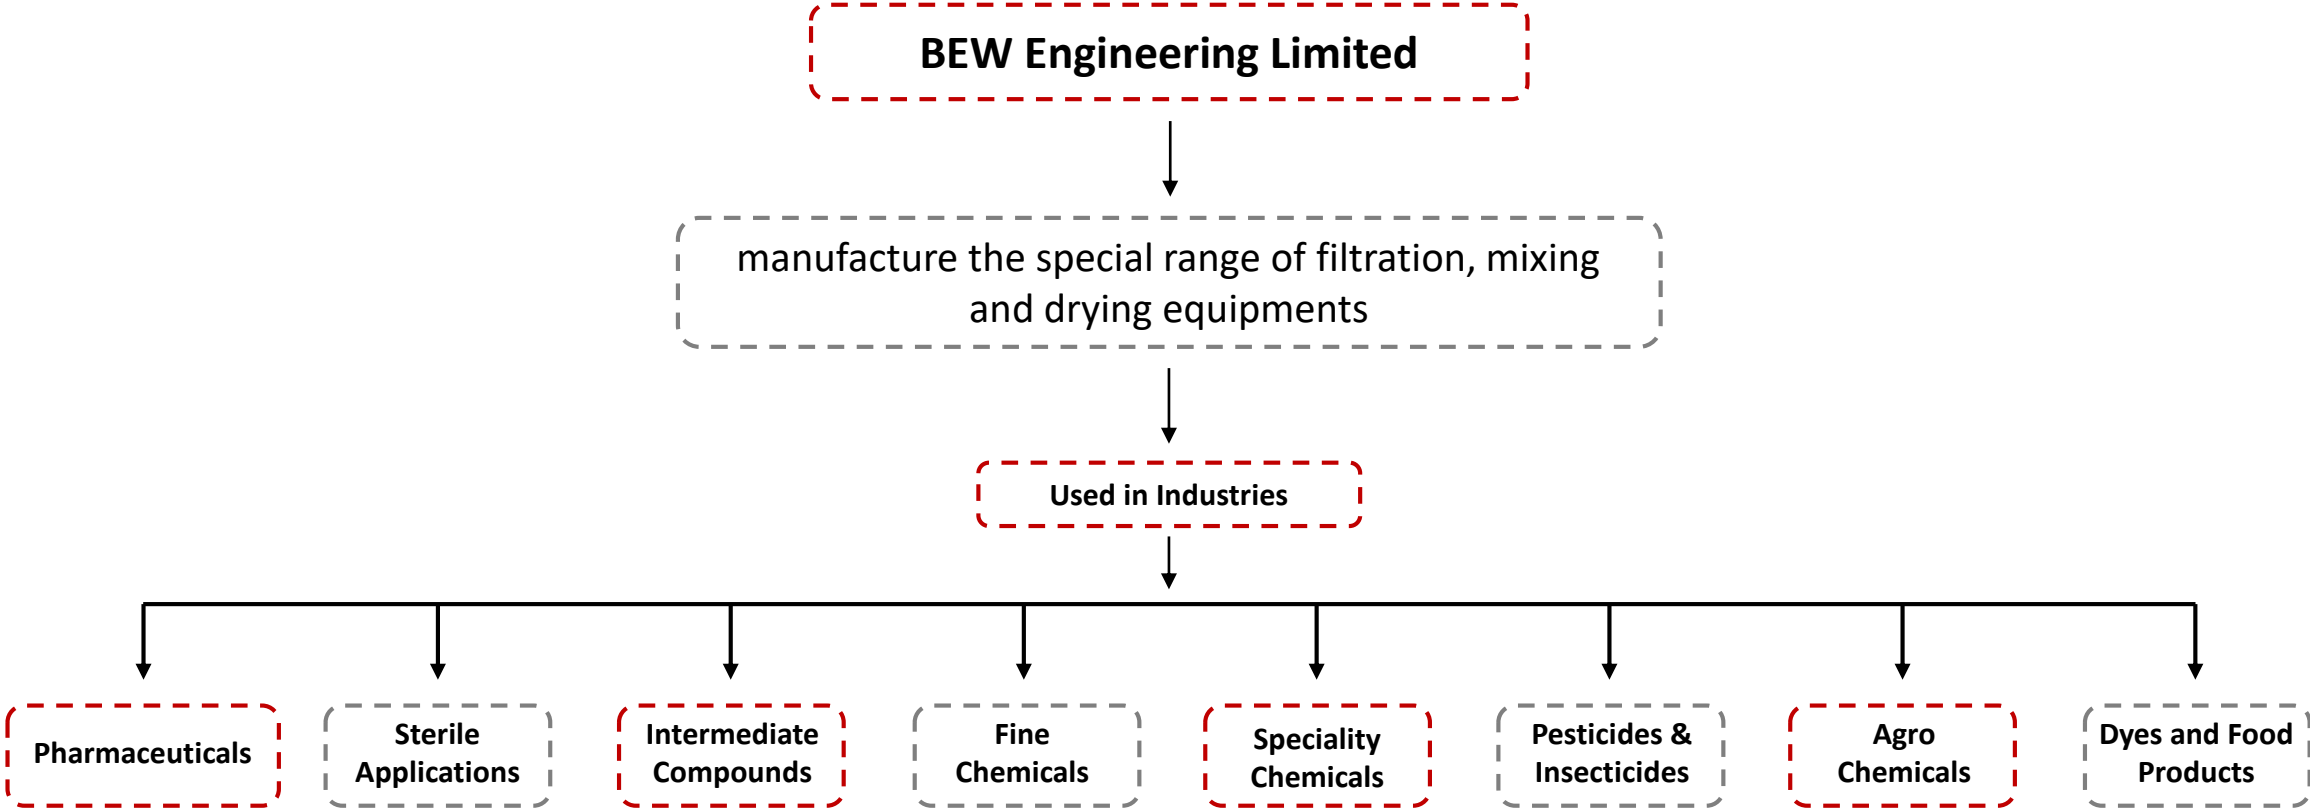 BEW Engineering Limited
manufacture the special range of filtration, mixing
and drying equipments
Used in Industries
Pharmaceuticals
Sterile
Applications
Intermediate
Compounds
Fine
Chemicals
Speciality
Chemicals
Pesticides &
Insecticides
Agro
Chemicals
Dyes and Food
Products